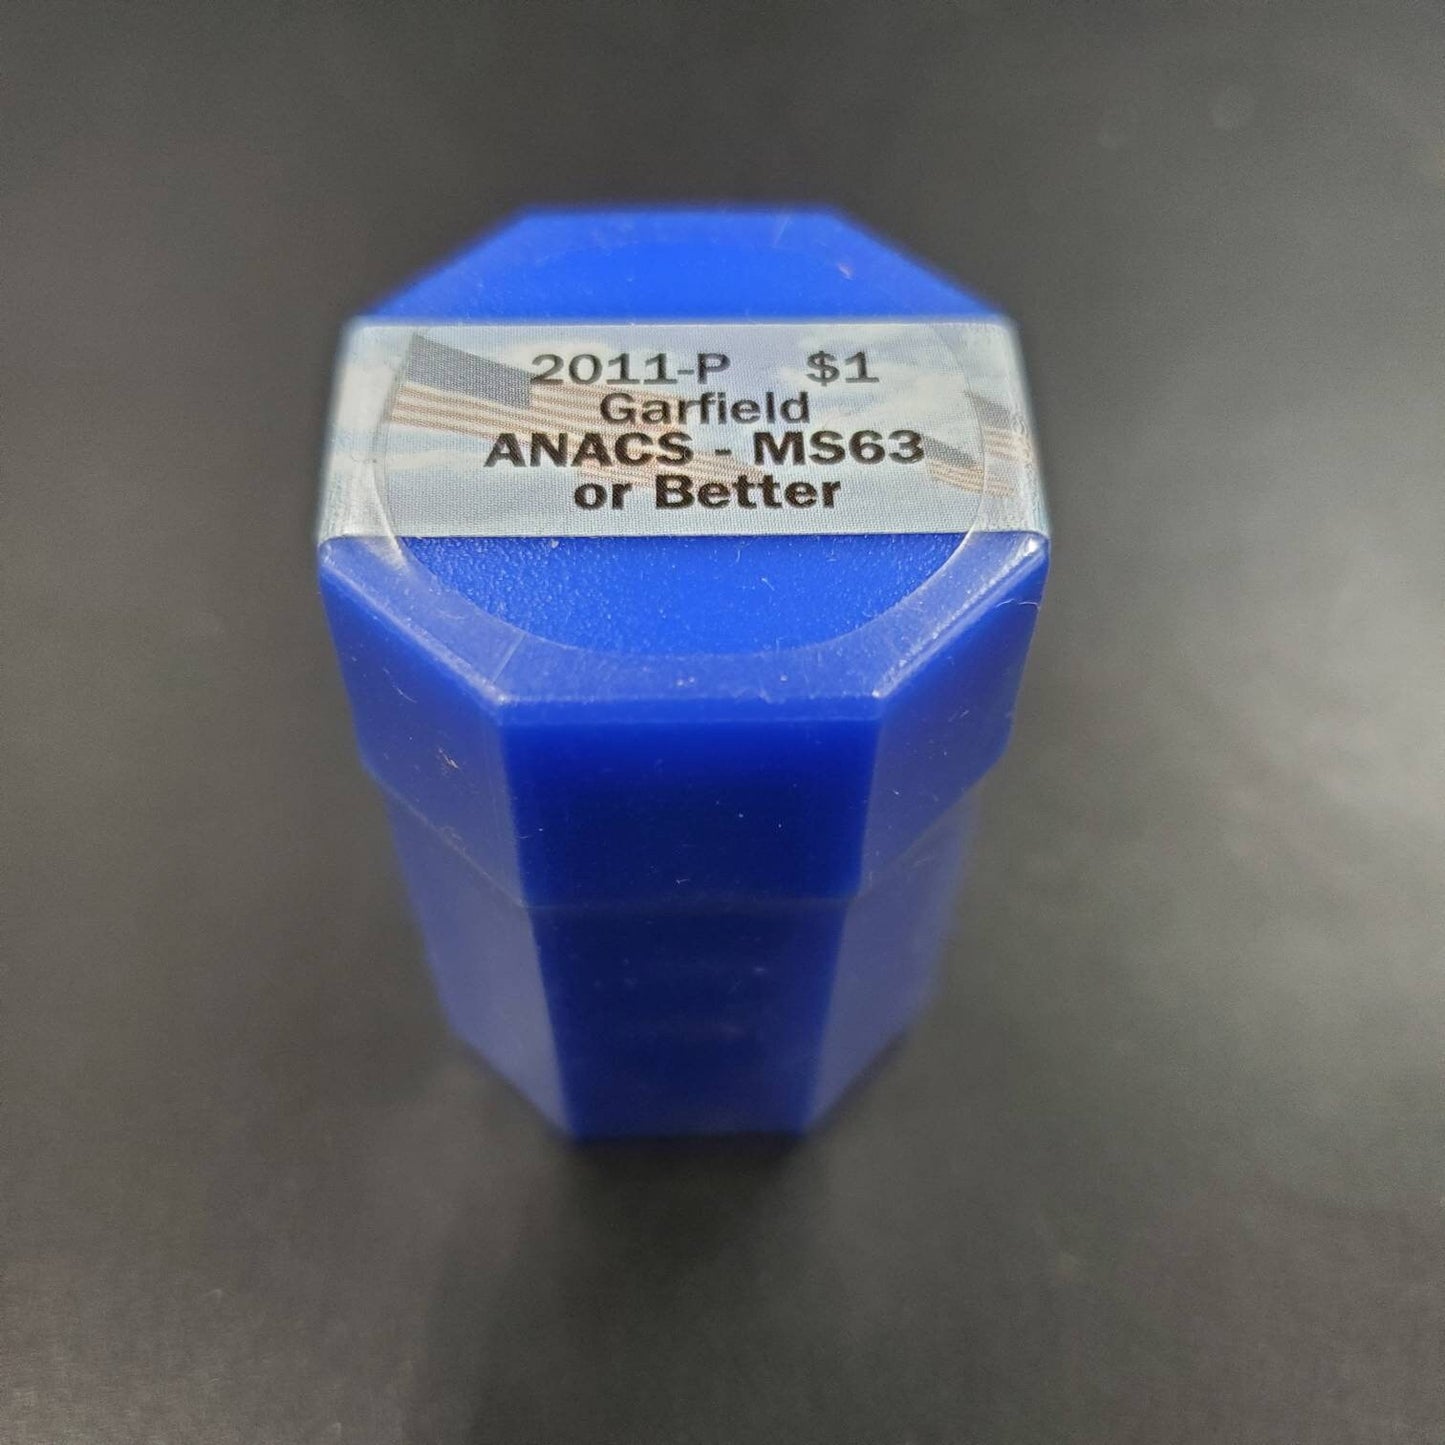 2011-P $1
Garfield
ANACS - MS63
or Better